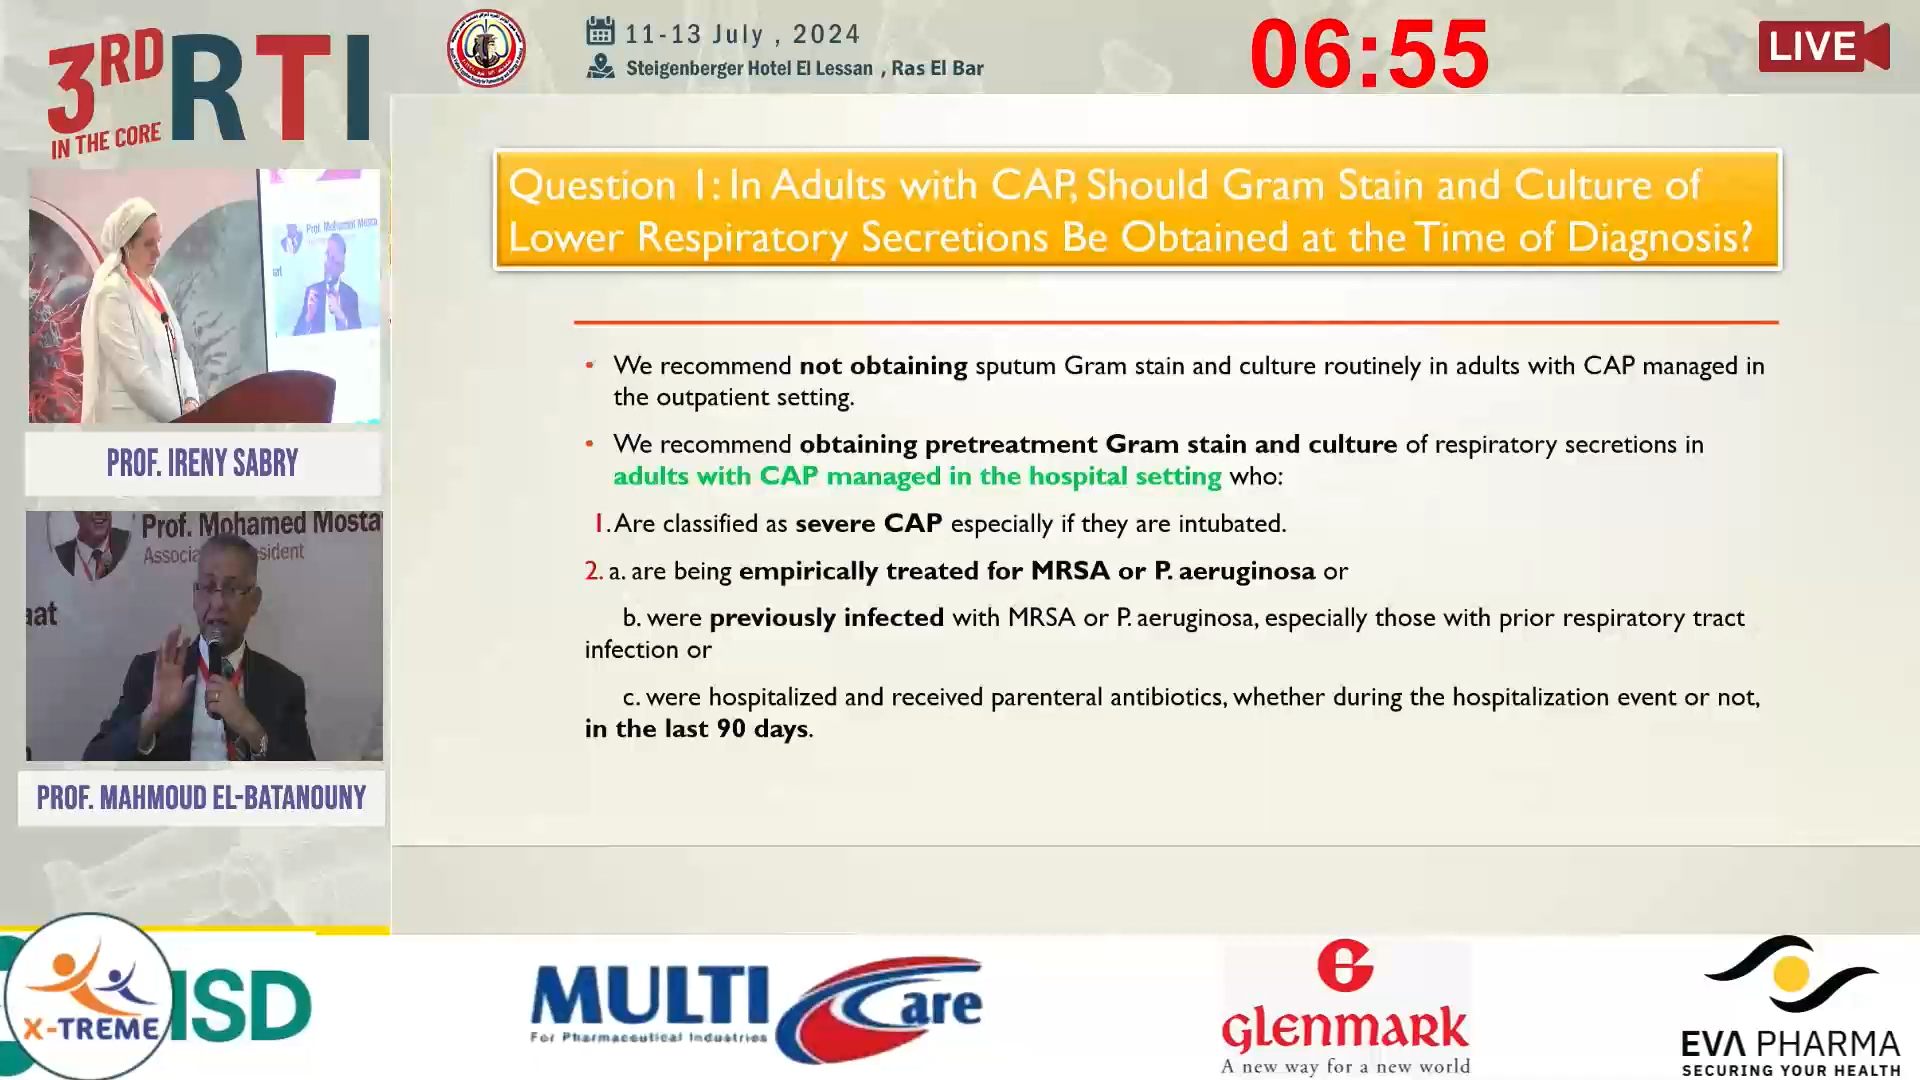 3RD RTI
IN THE CORE
11-13 July , 2024
Steigenberger Hotel El Lessan , Ras El Bar
06:55
LIVE
Question 1: In Adults with CAP, Should Gram Stain and Culture of
Lower Respiratory Secretions Be Obtained at the Time of Diagnosis?
• We recommend not obtaining sputum Gram stain and culture routinely in adults with CAP managed in
the outpatient setting.
• We recommend obtaining pretreatment Gram stain and culture of respiratory secretions in
adults with CAP managed in the hospital setting who:
1. Are classified as severe CAP especially if they are intubated.
2. a. are being empirically treated for MRSA or P. aeruginosa or
b. were previously infected with MRSA or P. aeruginosa, especially those with prior respiratory tract
infection or
c. were hospitalized and received parenteral antibiotics, whether during the hospitalization event or not,
in the last 90 days.
Prof. Mohamed Mosta
aat
PROF. IRENY SABRY
Prof. Mohamed Mosta
Associa sident
aat
PROF. MAHMOUD EL-BATANOUNY
X-TREME
ISD
MULTI Care
For Pharmaceutical Industries
glenmark
A new way for a new world
EVA PHARMA
SECURING YOUR HEALTH